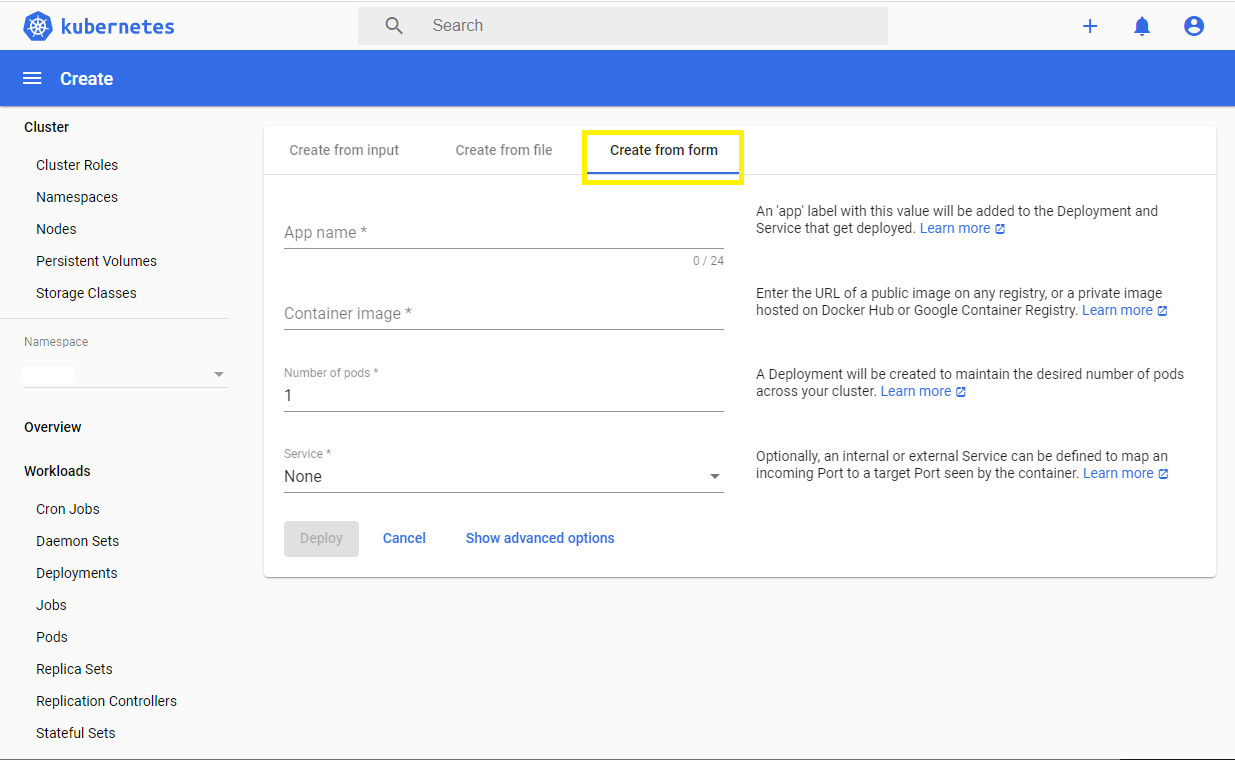 kubernetes
Search
Create
Cluster
Cluster Roles
Namespaces
Nodes
Persistent Volumes
Storage Classes
Namespace
Overview
Workloads
Cron Jobs
Daemon Sets
Deployments
Jobs
Pods
Replica Sets
Replication Controllers
Stateful Sets
Create from input
Create from file
Create from form
App name *
0 / 24
An 'app' label with this value will be added to the Deployment and
Service that get deployed. Learn more
Container image *
Enter the URL of a public image on any registry, or a private image
hosted on Docker Hub or Google Container Registry. Learn more
Number of pods *
1
A Deployment will be created to maintain the desired number of pods
across your cluster. Learn more
Service *
None
Optionally, an internal or external Service can be defined to map an
incoming Port to a target Port seen by the container. Learn more
Deploy
Cancel
Show advanced options